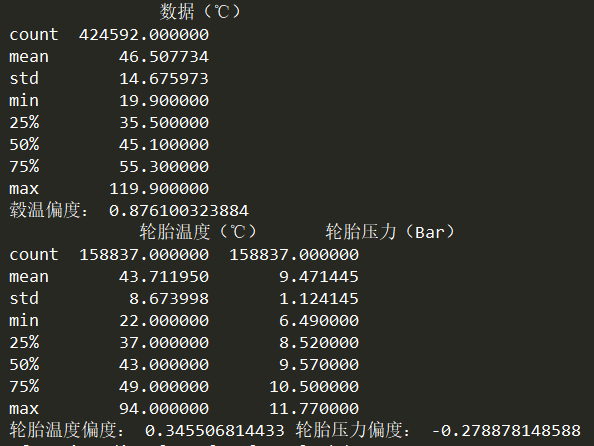 数据（℃）
count 424592.000000
mean 46.507734
std 14.675973
min 19.900000
25% 35.500000
50% 45.100000
75% 55.300000
max 119.900000
毂温偏度： 0.876100323884
轮胎温度（℃） 轮胎压力（Bar）
count 158837.000000 158837.000000
mean 43.711950 9.471445
std 8.673998 1.124145
min 22.000000 6.490000
25% 37.000000 8.520000
50% 43.000000 9.570000
75% 49.000000 10.500000
max 94.000000 11.770000
轮胎温度偏度： 0.345506814433 轮胎压力偏度： -0.278878148588